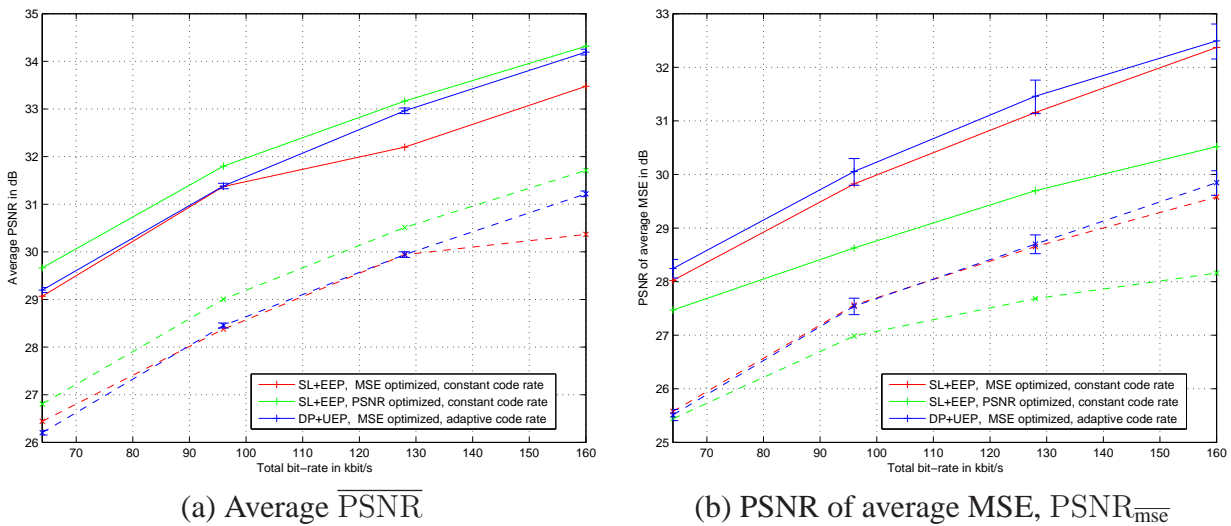 35
34
33
32
31
30
29
28
27
26
Average PSNR in dB
70 80 90 100 110 120 130 140 150 160
Total bit−rate in kbit/s
SL+EEP, MSE optimized, constant code rate
SL+EEP, PSNR optimized, constant code rate
DP+UEP, MSE optimized, adaptive code rate
(a) Average PSNR
33
32
31
30
29
28
27
26
25
PSNR of average MSE in dB
70 80 90 100 110 120 130 140 150 160
Total bit−rate in kbit/s
SL+EEP, MSE optimized, constant code rate
SL+EEP, PSNR optimized, constant code rate
DP+UEP, MSE optimized, adaptive code rate
(b) PSNR of average MSE, PSNR_mse